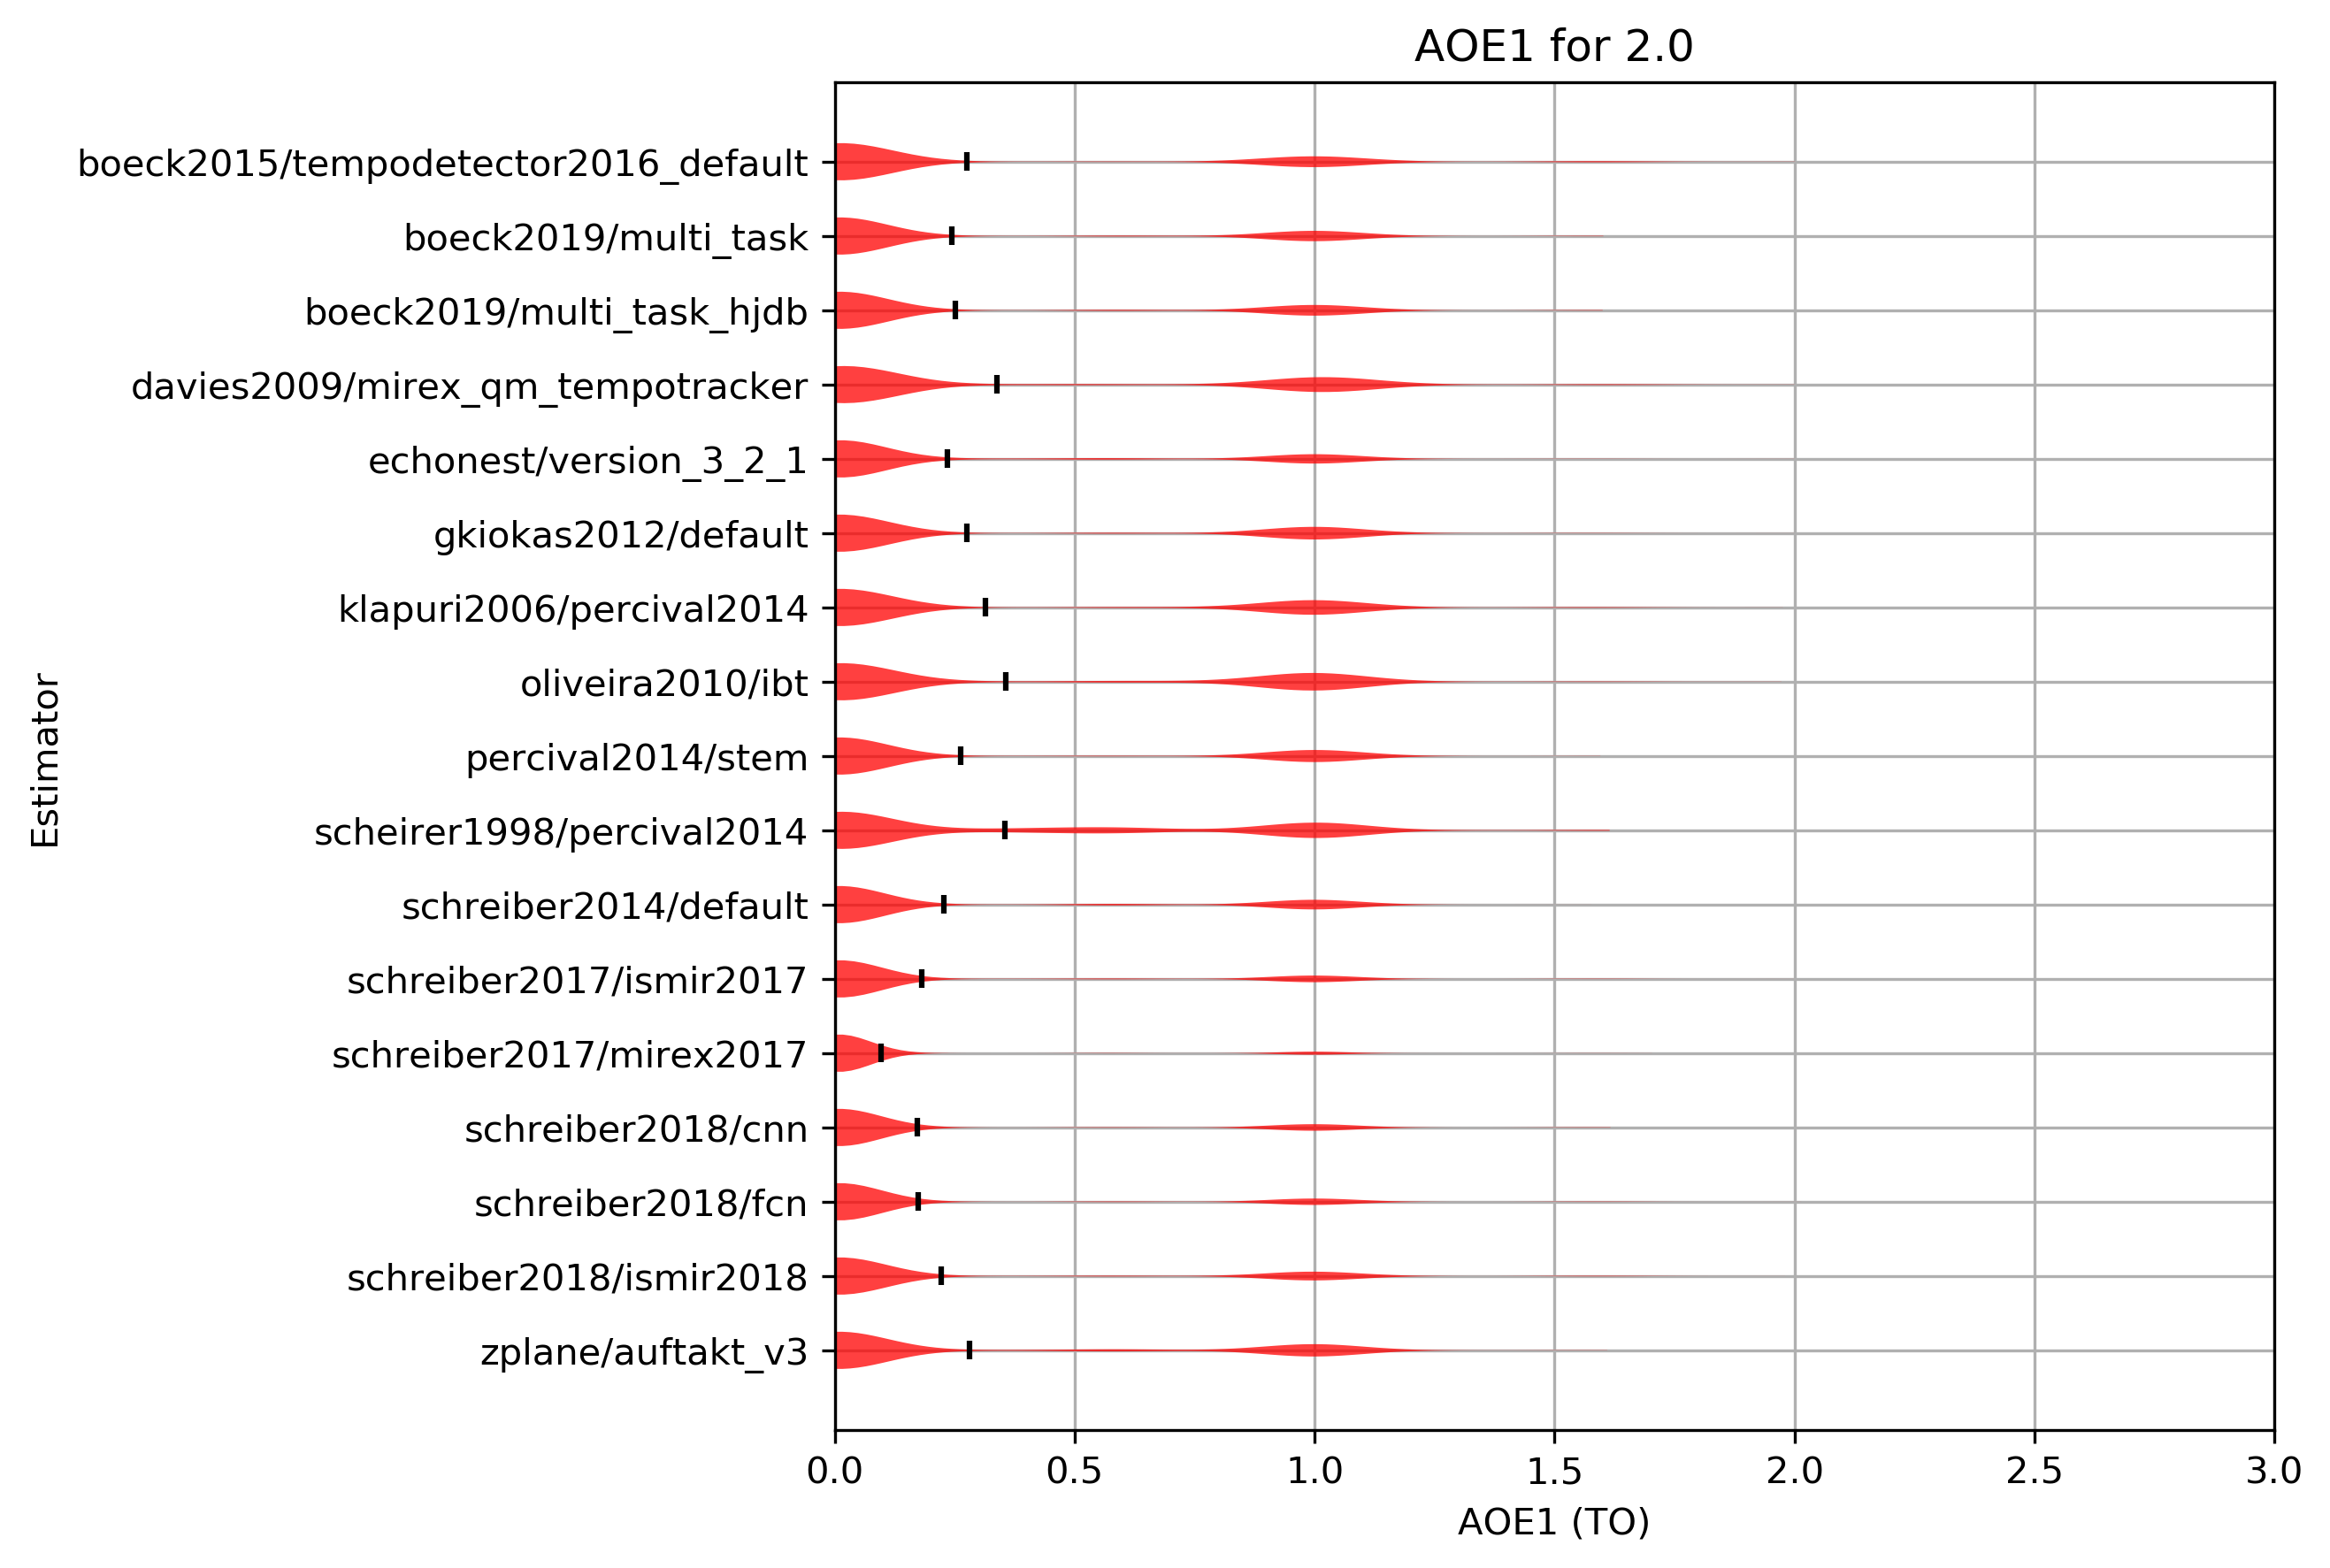 AOE1 for 2.0
boeck2015/tempodetector2016_default
boeck2019/multi_task
boeck2019/multi_task_hjdb
davies2009/mirex_qm_tempotracker
echonest/version_3_2_1
gkiokas2012/default
klapuri2006/percival2014
oliveira2010/ibt
percival2014/stem
scheirer1998/percival2014
schreiber2014/default
schreiber2017/ismir2017
schreiber2017/mirex2017
schreiber2018/cnn
schreiber2018/fcn
schreiber2018/ismir2018
zplane/auftakt_v3
Estimator
0.0 0.5 1.0 1.5 2.0 2.5 3.0
AOE1 (TO)